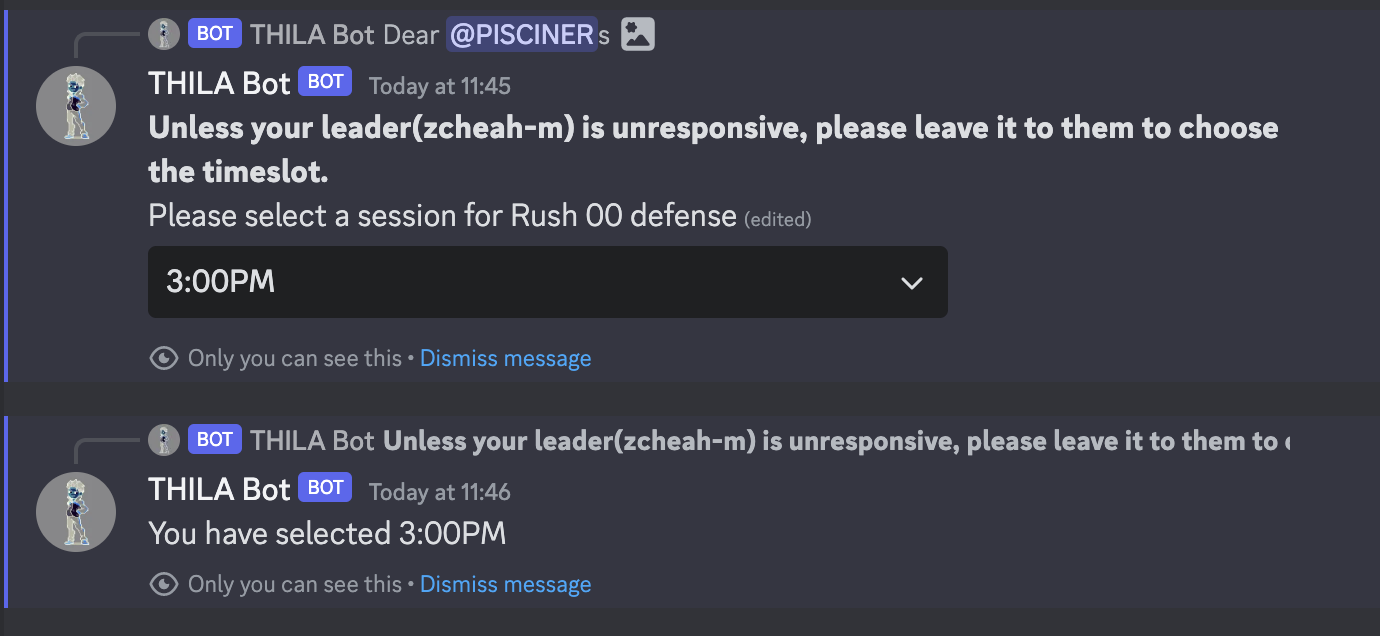 BOT THILA Bot Dear @PISCINERs
THILA Bot BOT Today at 11:45
Unless your leader(zcheah-m) is unresponsive, please leave it to them to choose
the timeslot.
Please select a session for Rush 00 defense (edited)
3:00PM
Only you can see this • Dismiss message
BOT THILA Bot Unless your leader(zcheah-m) is unresponsive, please leave it to them to
THILA Bot BOT Today at 11:46
You have selected 3:00PM
Only you can see this • Dismiss message